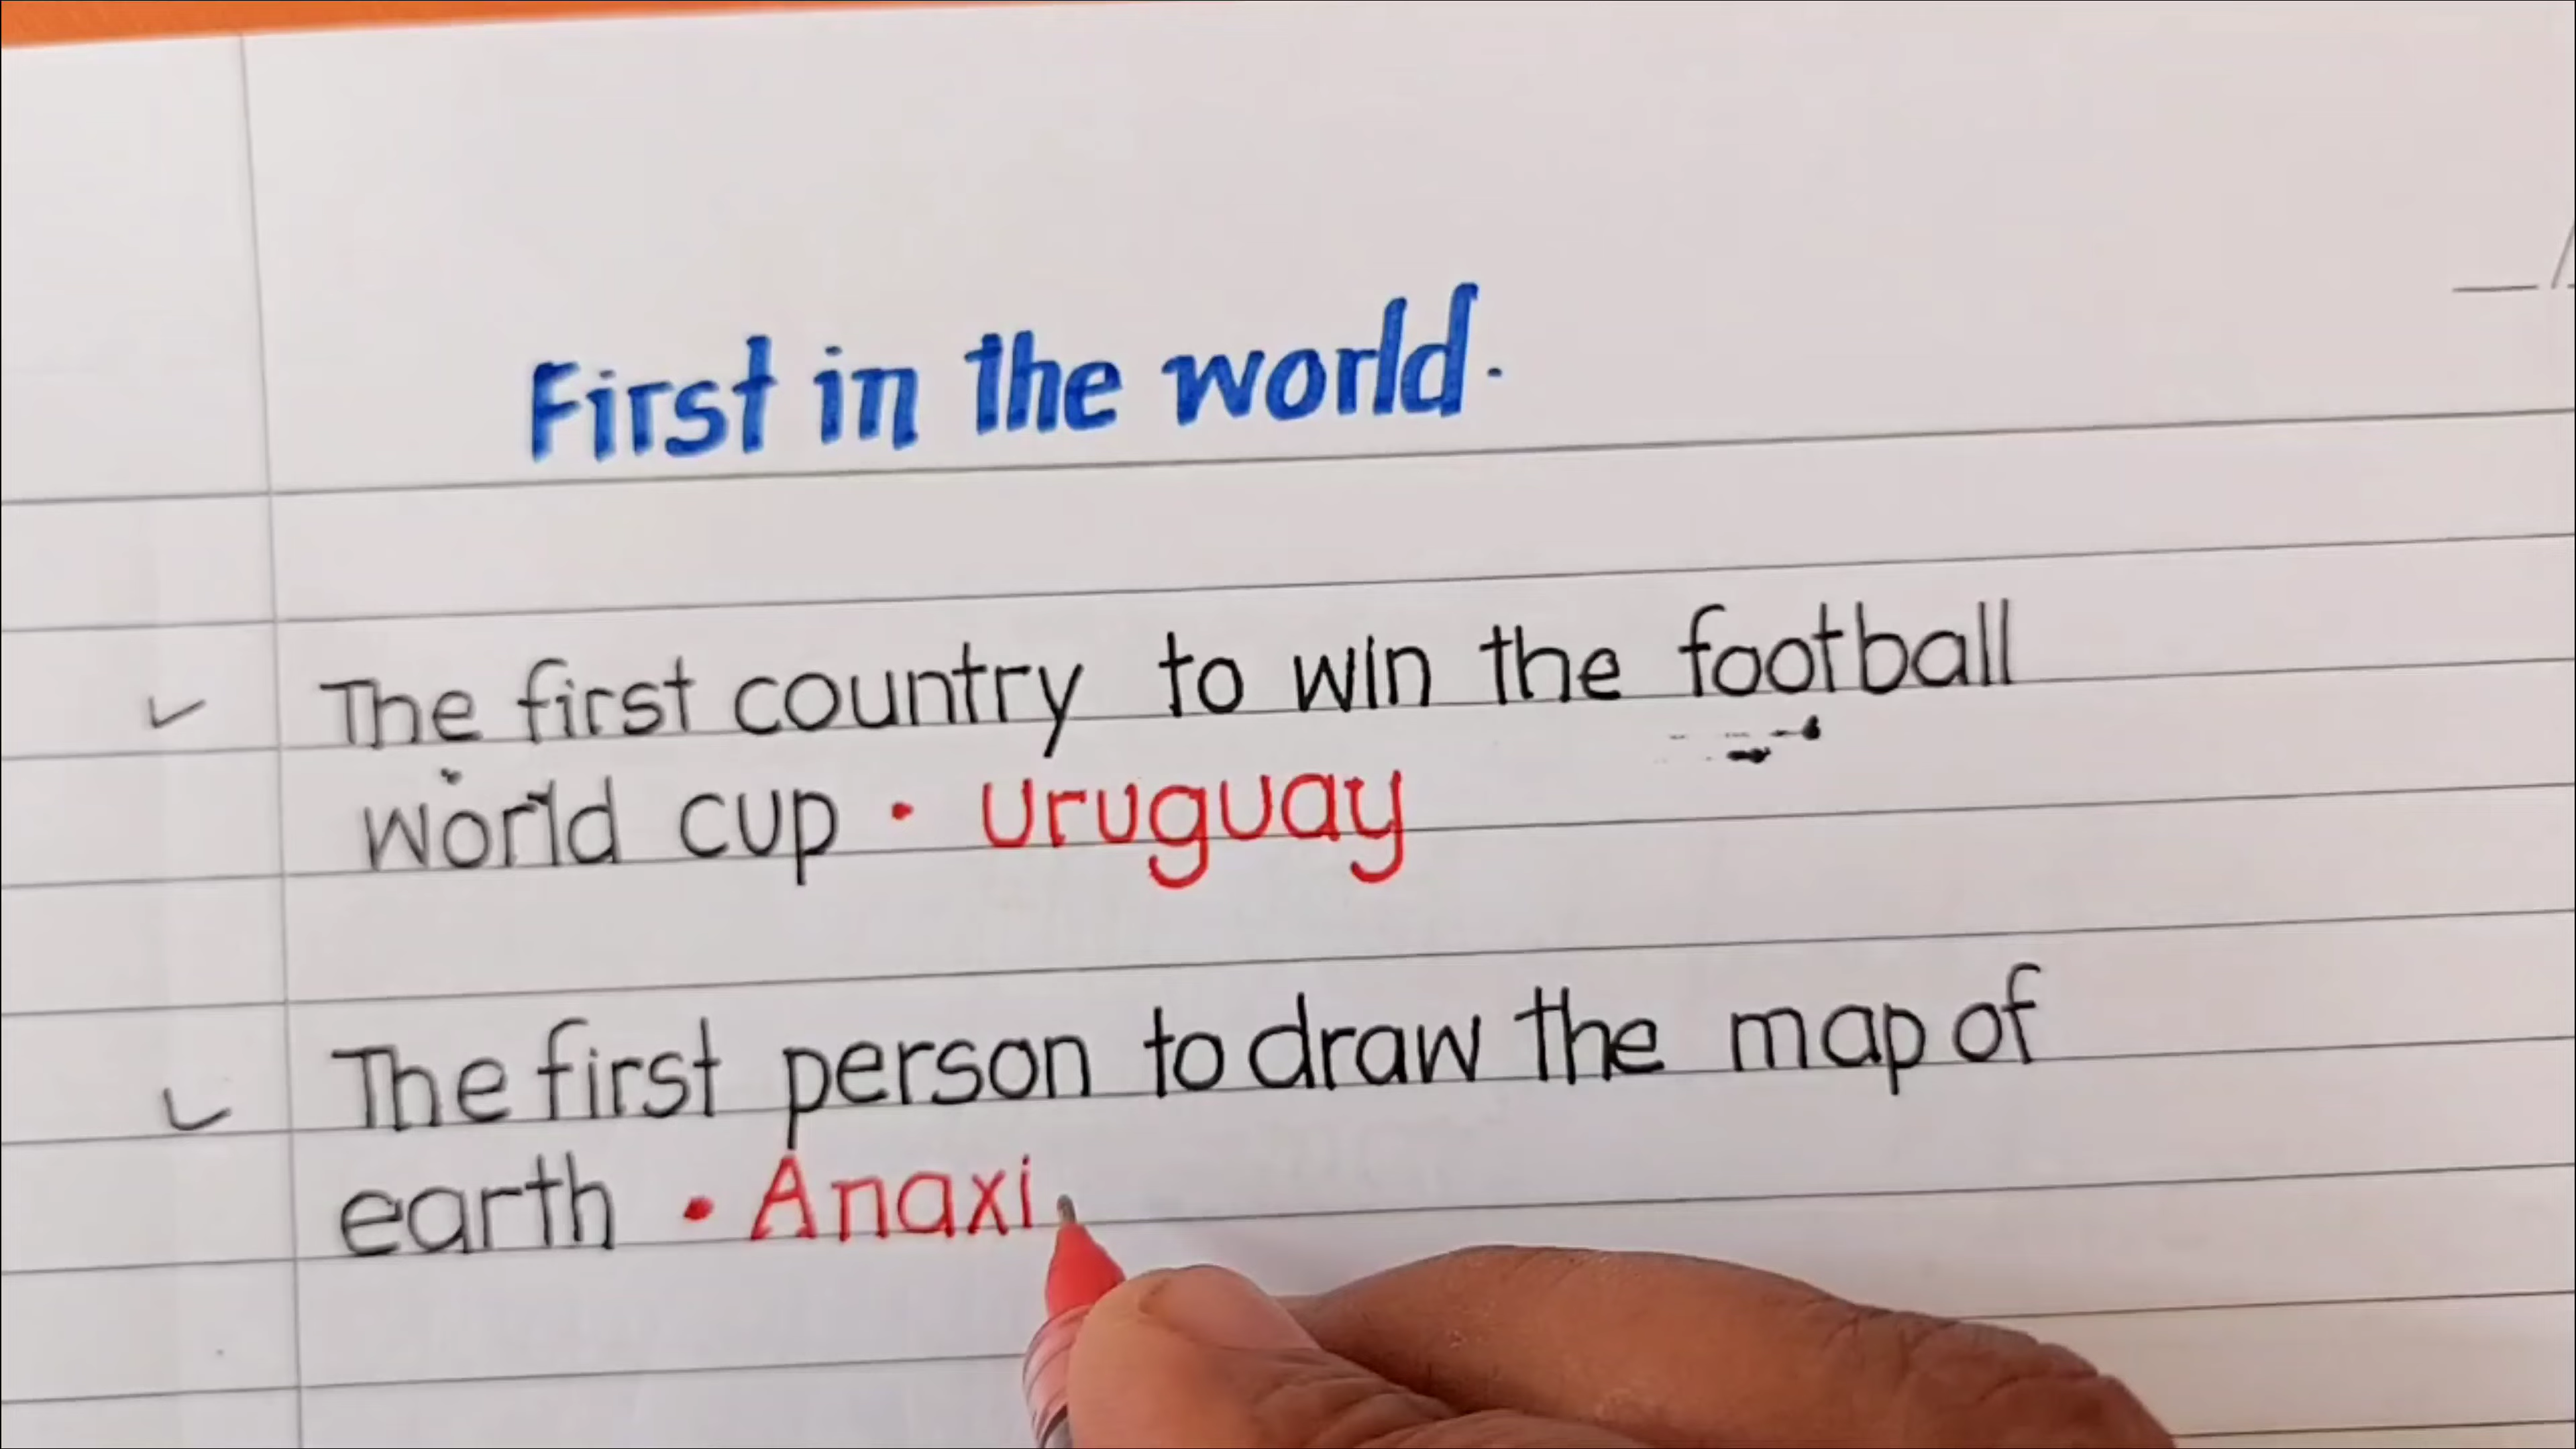 First in the world.
The first country to win the football
world cup • Uruguay
The first person to draw the map of
earth • Anaxi